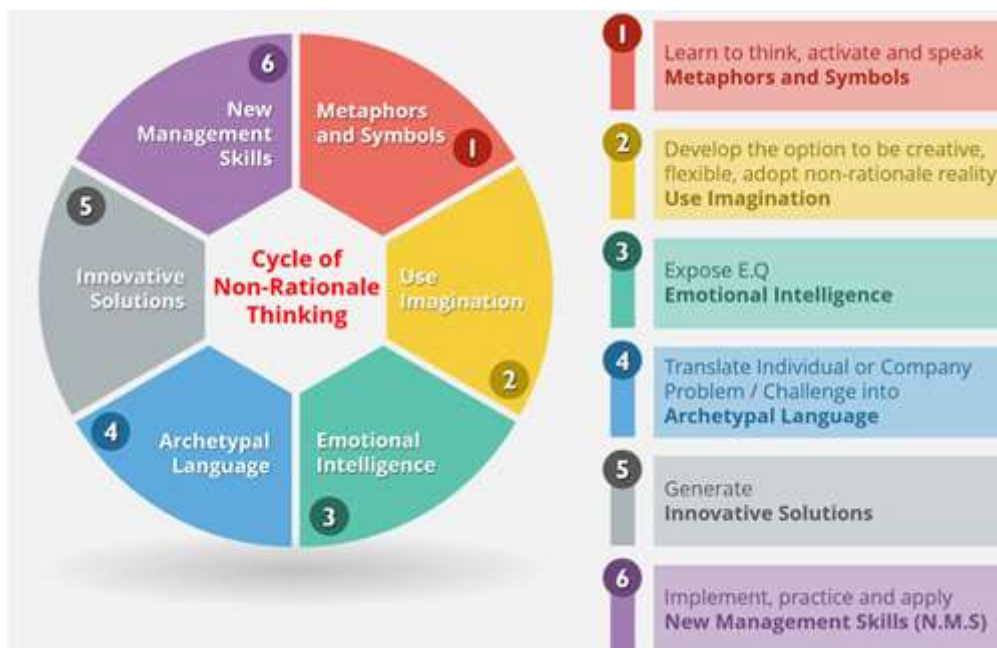 6
New
Management
Skills
Metaphors
and Symbols
1
5
Innovative
Solutions
Cycle of
Non-Rationale
Thinking
Use
Imagination
2
4
Archetypal
Language
Emotional
Intelligence
3
1
Learn to think, activate and speak
Metaphors and Symbols
2
Develop the option to be creative,
flexible, adopt non-rationale reality
Use Imagination
3
Expose E.Q
Emotional Intelligence
4
Translate Individual or Company
Problem / Challenge into
Archetypal Language
5
Generate
Innovative Solutions
6
Implement, practice and apply
New Management Skills (N.M.S)